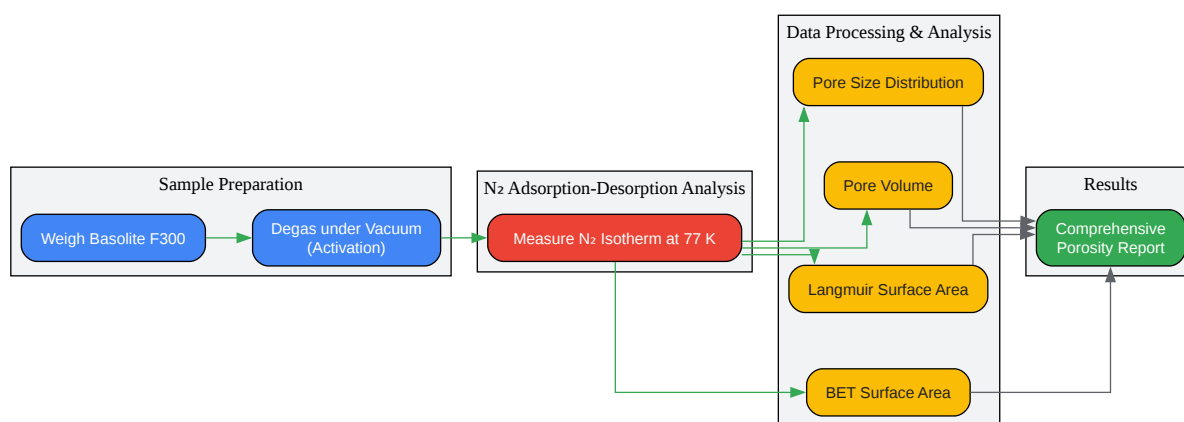 Sample Preparation
Weigh Basolite F300
Degas under Vacuum
(Activation)
N₂ Adsorption-Desorption Analysis
Measure N₂ Isotherm at 77 K
Data Processing & Analysis
Pore Size Distribution
Pore Volume
Langmuir Surface Area
BET Surface Area
Results
Comprehensive
Porosity Report